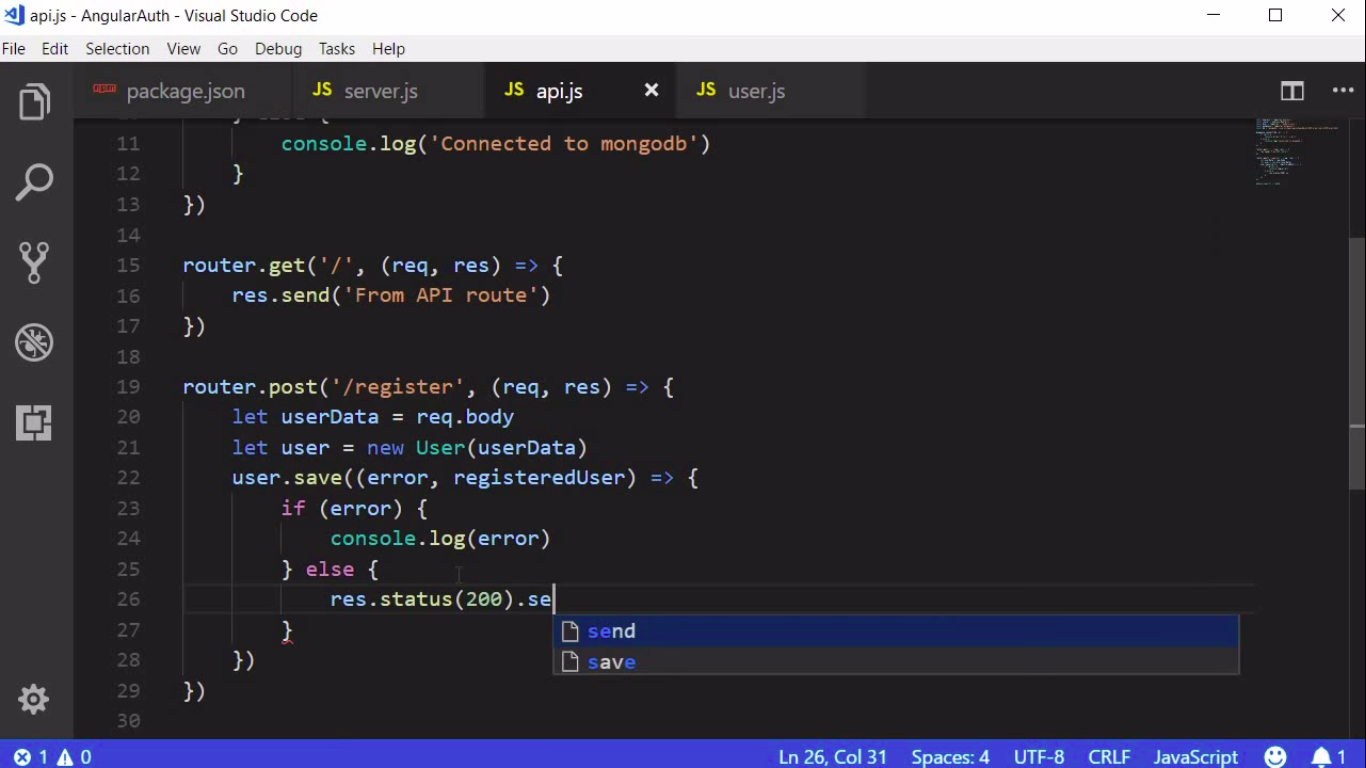 api.js - AngularAuth - Visual Studio Code
File Edit Selection View Go Debug Tasks Help
npm package.json JS server.js JS api.js JS user.js
11 console.log('Connected to mongodb')
12 }
13 })
14
15 router.get('/', (req, res) => {
16 res.send('From API route')
17 })
18
19 router.post('/register', (req, res) => {
20 let userData = req.body
21 let user = new User(userData)
22 user.save((error, registeredUser) => {
23 if (error) {
24 console.log(error)
25 } else {
26 res.status(200).se
send
27 }
save
28 })
29 })
30
1 0 Ln 26, Col 31 Spaces: 4 UTF-8 CRLF JavaScript 1